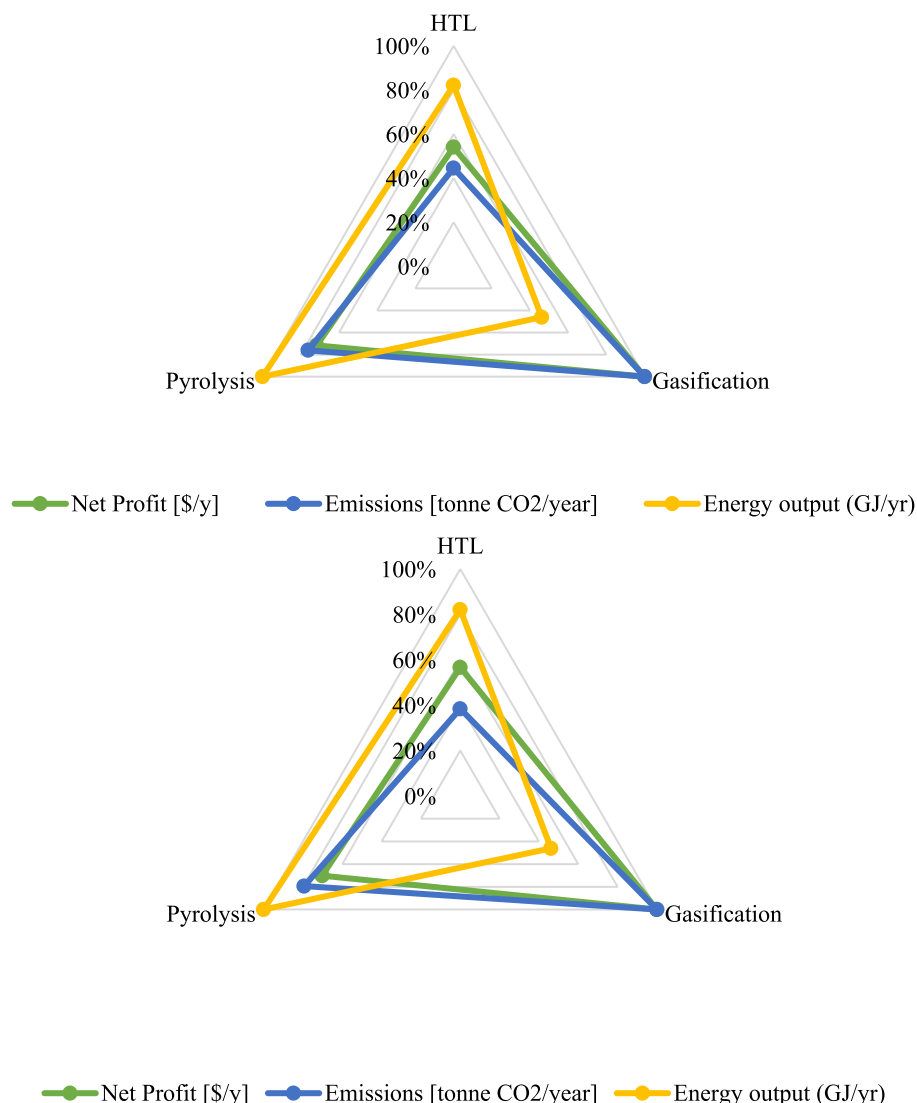 HTL
100%
80%
60%
40%
20%
0%
Pyrolysis
Gasification
Net Profit [$/y] Emissions [tonne CO2/year] Energy output (GJ/yr)
HTL
100%
80%
60%
40%
20%
0%
Pyrolysis
Gasification
Net Profit [$/y] Emissions [tonne CO2/year] Energy output (GJ/yr)